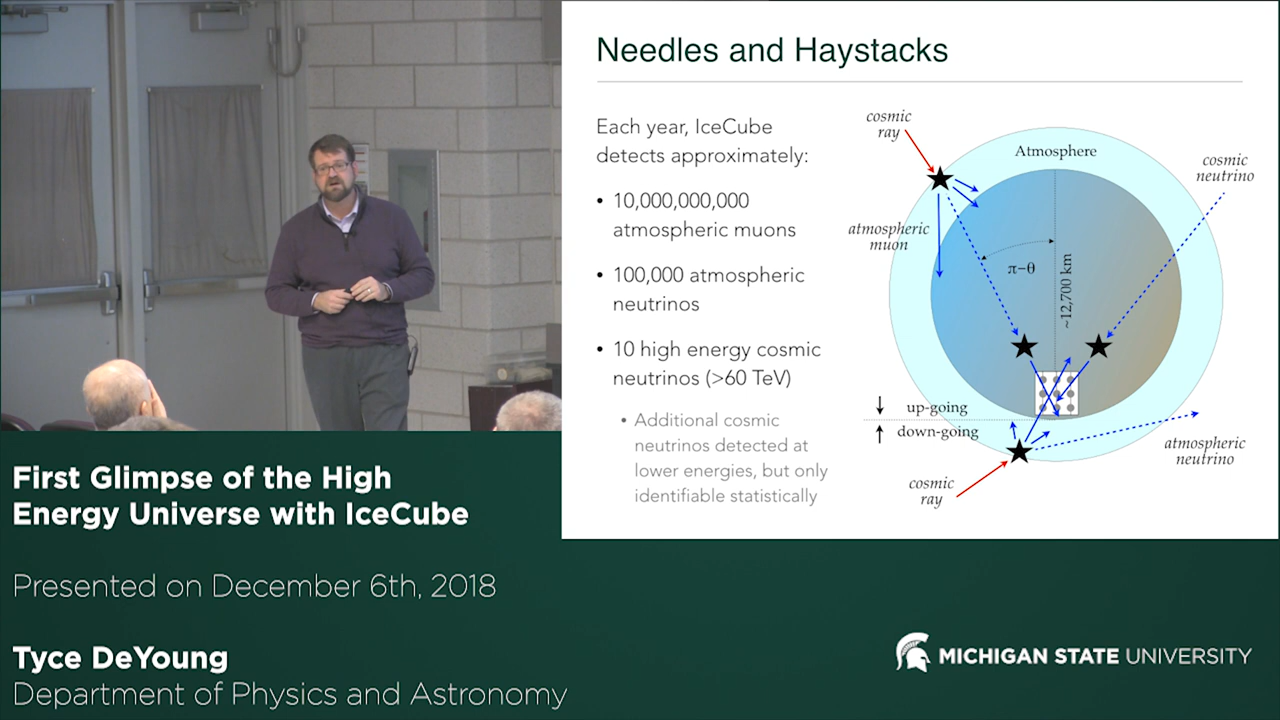 Needles and Haystacks
Each year, IceCube
detects approximately:
• 10,000,000,000
atmospheric muons
• 100,000 atmospheric
neutrinos
• 10 high energy cosmic
neutrinos (>60 TeV)
• Additional cosmic
neutrinos detected at
lower energies, but only
identifiable statistically
cosmic
ray
Atmosphere
cosmic
neutrino
atmospheric
muon
π−θ
~12,700 km
up-going
down-going
atmospheric
neutrino
cosmic
ray
First Glimpse of the High
Energy Universe with IceCube
Presented on December 6th, 2018
Tyce DeYoung
Department of Physics and Astronomy
MICHIGAN STATE UNIVERSITY